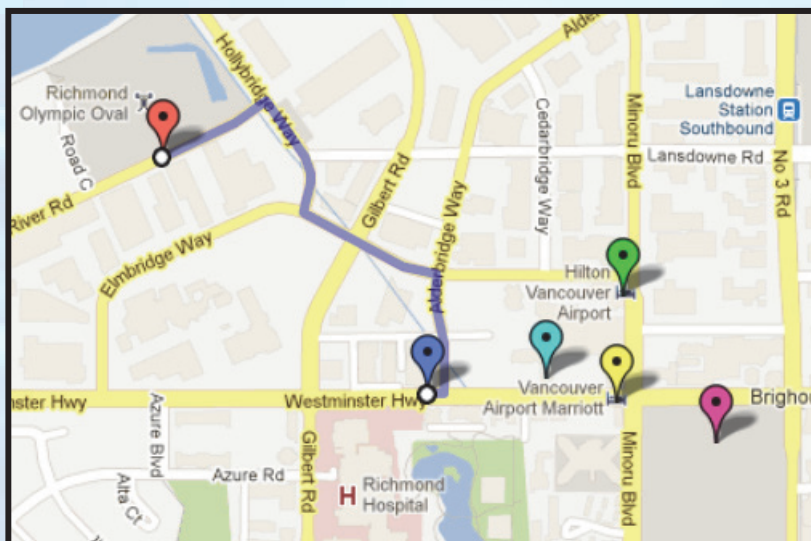 Hollybridge Way
Alder
Richmond
Olympic Oval
Road C
Cedarbridge Way
Minoru Blvd
Lansdowne
Station
Southbound
Lansdowne Rd
No 3 Rd
River Rd
Gilbert Rd
Alderbridge Way
Elmbridge Way
Hilton
Vancouver
Airport
nster Hwy
Westminster Hwy
Vancouver
Airport Marriott
Brighou
Azure Blvd
Gilbert Rd
Minoru Blvd
Azure Rd
Alta Ct
H
Richmond
Hospital